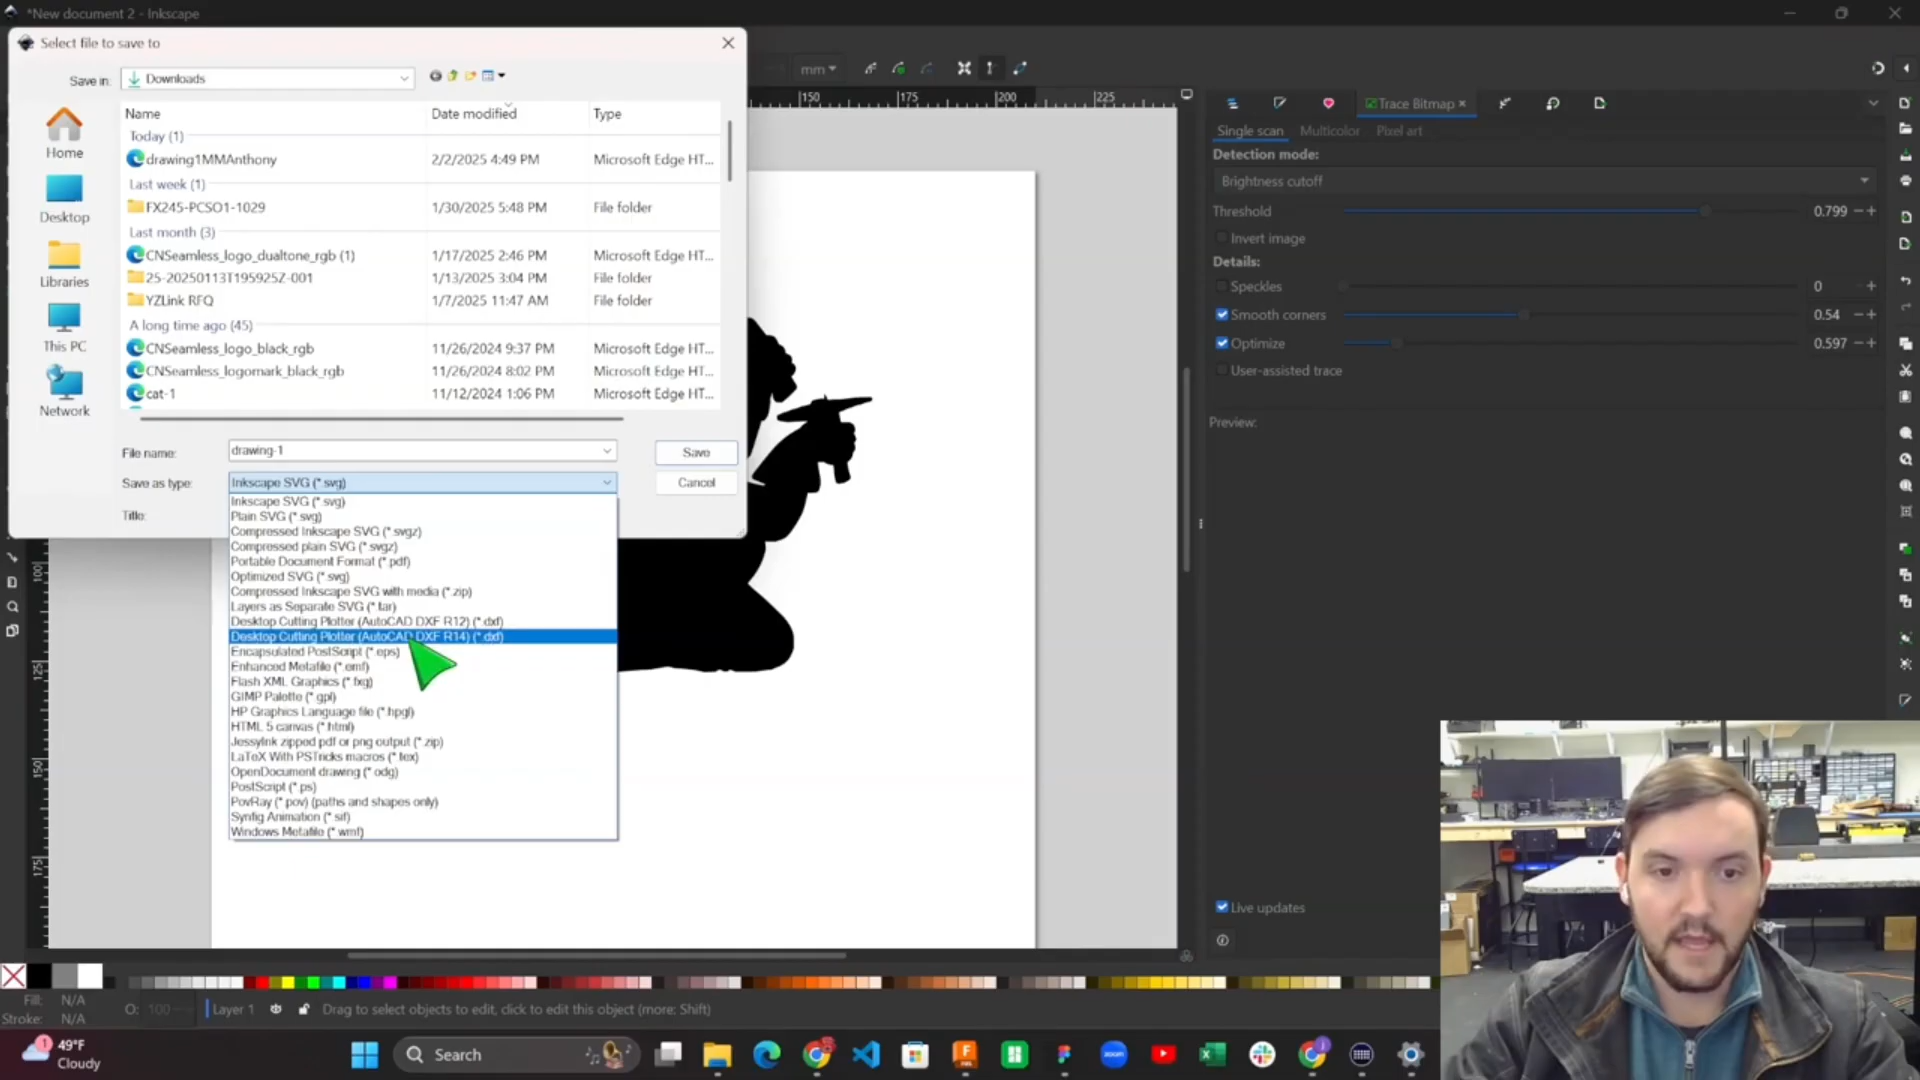 *New document 2 - Inkscape
Select file to save to
Save in:
Downloads
Name
Date modified
Type
Today (1)
drawing1MMAnthony
2/2/2025 4:49 PM
Microsoft Edge HT...
Last week (1)
FX245-PCSO1-1029
1/30/2025 5:48 PM
File folder
Last month (3)
CNSeamless_logo_dualtone_rgb (1)
1/17/2025 2:46 PM
Microsoft Edge HT...
25-20250113T195925Z-001
1/13/2025 3:04 PM
File folder
YZLink RFQ
1/7/2025 11:47 AM
File folder
A long time ago (45)
CNSeamless_logo_black_rgb
11/26/2024 9:37 PM
Microsoft Edge HT...
CNSeamless_logomark_black_rgb
11/26/2024 8:02 PM
Microsoft Edge HT...
cat-1
11/12/2024 1:06 PM
Microsoft Edge HT...
Home
Desktop
Libraries
This PC
Network
File name:
drawing-1
Save
Save as type:
Inkscape SVG (*.svg)
Cancel
Title:
Inkscape SVG (*.svg)
Plain SVG (*.svg)
Compressed Inkscape SVG (*.svgz)
Compressed plain SVG (*.svgz)
Portable Document Format (*.pdf)
Optimized SVG (*.svg)
Compressed Inkscape SVG with media (*.zip)
Layers as Separate SVG (*.tar)
Desktop Cutting Plotter (AutoCAD DXF R12) (*.dxf)
Desktop Cutting Plotter (AutoCAD DXF R14) (*.dxf)
Encapsulated PostScript (*.eps)
Enhanced Metafile (*.emf)
Flash XML Graphics (*.fxg)
GIMP Palette (*.gpl)
HP Graphics Language file (*.hpgl)
HTML 5 canvas (*.html)
JessyInk zipped pdf or png output (*.zip)
LaTeX With PSTricks macros (*.tex)
OpenDocument drawing (*.odg)
PostScript (*.ps)
PovRay (*.pov) (paths and shapes only)
Synfig Animation (*.sif)
Windows Metafile (*.wmf)
mm
150
175
200
225
100
125
150
175
Trace Bitmap
Single scan
Multicolor
Pixel art
Detection mode:
Brightness cutoff
Threshold
0.799
Invert image
Details:
Speckles
0
Smooth corners
0.54
Optimize
0.597
User-assisted trace
Preview:
Live updates
Fill:
N/A
Stroke:
N/A
O:
100
Layer 1
Drag to select objects to edit, click to edit this object (more: Shift)
1
49°F
Cloudy
Search
zoom